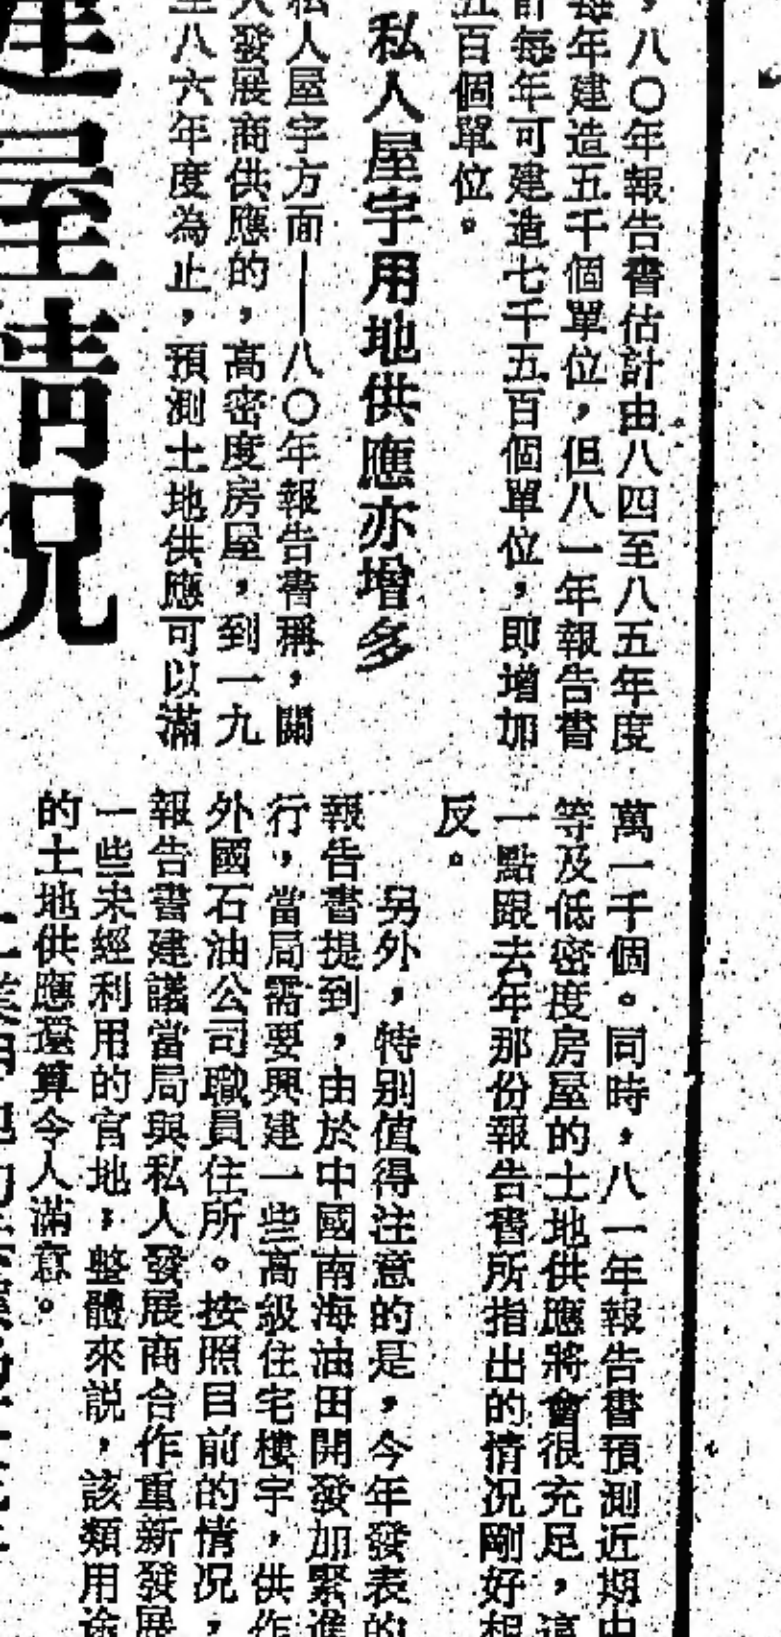 ，八〇年報告書估計由八四至八五年度
每年建造五千個單位，但八一年報告書
計每年可建造七千五百個單位，即增加
五百個單位。
私人屋宇用地供應亦增多
私人屋宇方面——八〇年報告書稱，關
人發展商供應的，高密度房屋，到一九
至八六年度為止，預測土地供應可以滿
建屋情況
萬一千個。同時，八一年報告書預測近期中
等及低密度房屋的土地供應將會很充足，這
一點跟去年那份報告書所指出的情況剛好相
反。
另外，特別值得注意的是，今年發表的
報告書提到，由於中國南海油田開發加緊進
行，當局需要興建一些高級住宅樓宇，供作
外國石油公司職員住所。按照目前的情況，
報告書建議當局與私人發展商合作重新發展
一些未經利用的官地；整體來說，該類用途
的土地供應還算令人滿意。